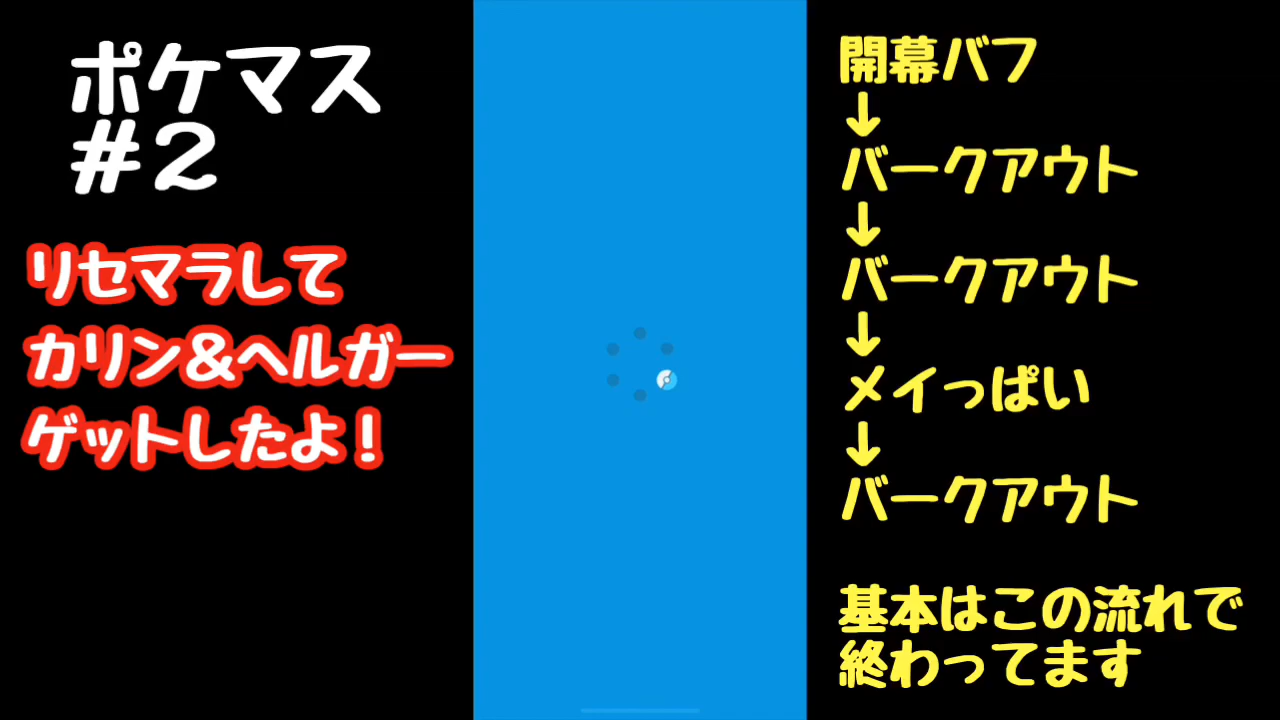 ポケマス
#2
リセマラして
カリン&ヘルガー
ゲットしたよ！
開幕バフ
↓
バークアウト
↓
バークアウト
↓
メイっぱい
↓
バークアウト
基本はこの流れで
終わってます